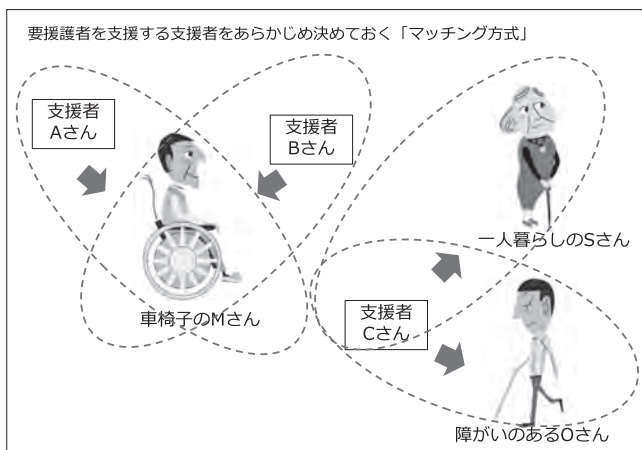 要援護者を支援する支援者をあらかじめ決めておく「マッチング方式」
支援者
Aさん
支援者
Bさん
車椅子のMさん
一人暮らしのSさん
支援者
Cさん
障がいのあるOさん